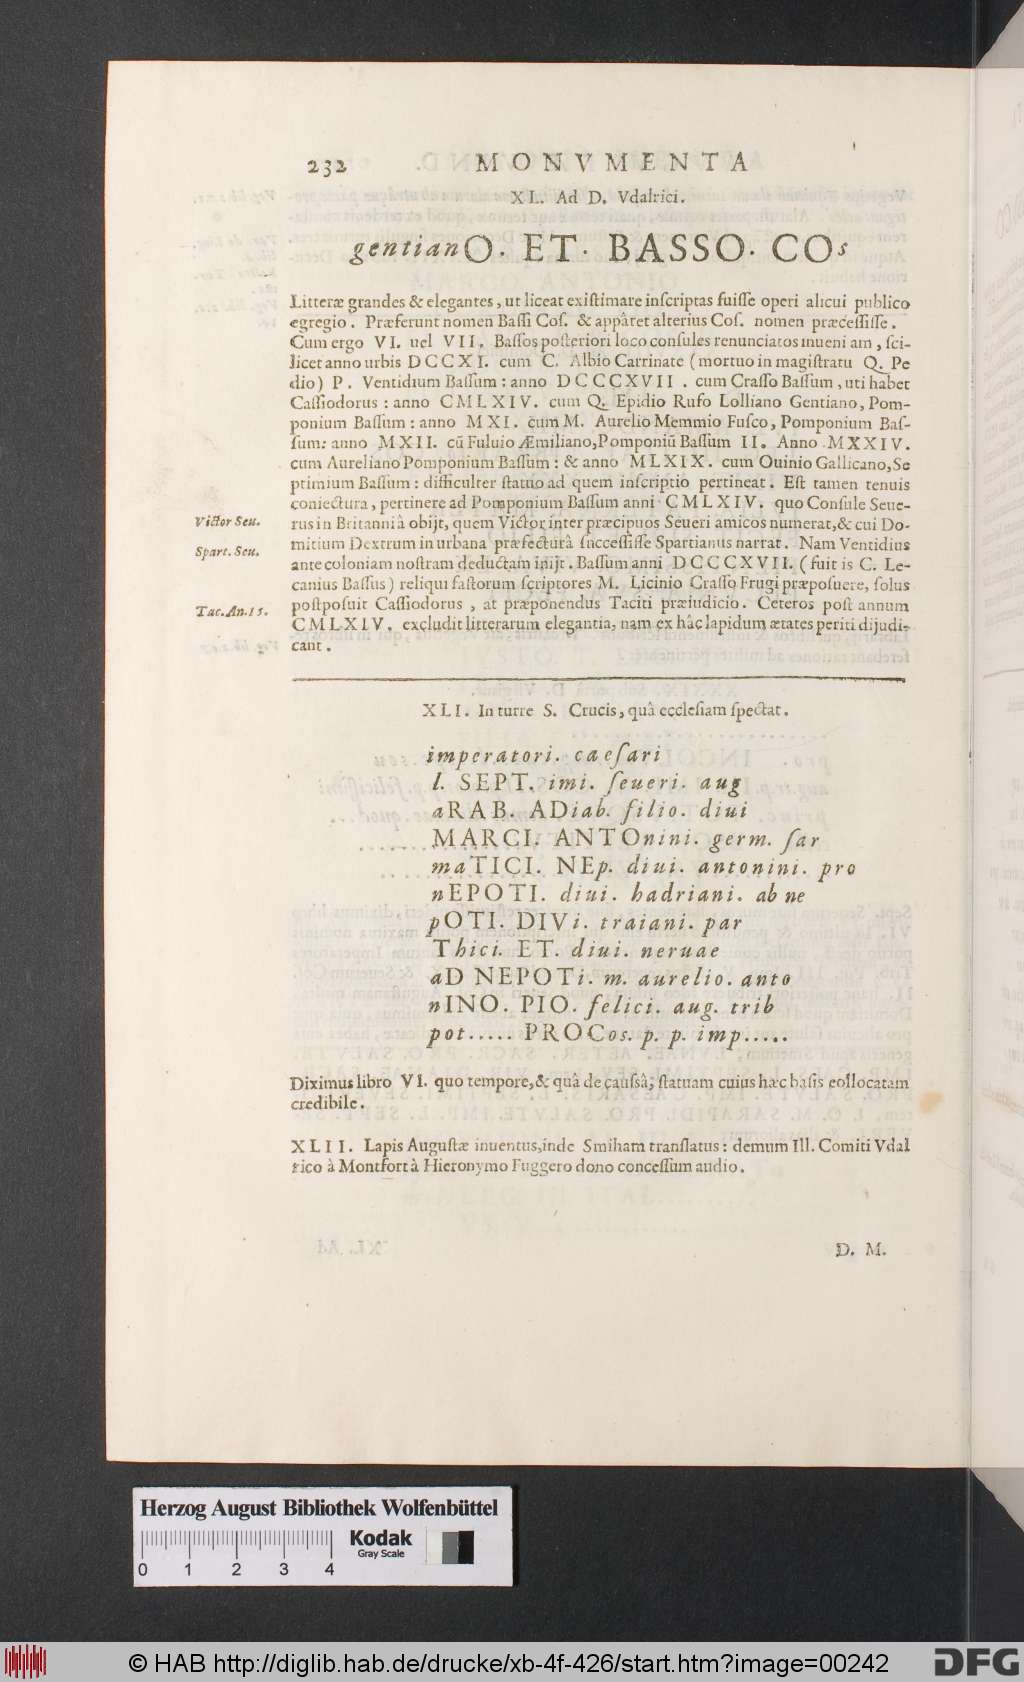 232 MONVMENTA
XL. Ad D. Vdalrici.
gentianO. ET. BASSO. COs
Litteræ grandes & elegantes, ut liceat exiſtimare inſcriptas fuiſſe operi alicui publico
egregio. Præferunt nomen Baſſi Coſ. & appâret alterius Coſ. nomen præceſſiſſe.
Cum ergo VI. uel VII. Baſſos poſteriori loco conſules renunciatos inueniam, ſci-
licet anno urbis DCCXI. cum C. Albio Carrinate (mortuo in magiſtratu Q. Pe
dio) P. Ventidium Baſſum: anno DCCCXVII. cum Craſſo Baſſum, uti habet
Caſſiodorus: anno CMLXIV. cum Q. Epidio Rufo Lolliano Gentiano, Pom-
ponium Baſſum: anno MXI. cum M. Aurelio Memmio Fuſco, Pomponium Baſ-
ſum: anno MXII. cũ Fuluio Æmiliano, Pomponiũ Baſſum II. Anno MXXIV.
cum Aureliano Pomponium Baſſum: & anno MLXIX. cum Ouinio Gallicano, Se
ptimium Baſſum: difficulter ſtatuo ad quem inſcriptio pertineat. Eſt tamen tenuis
coniectura, pertinere ad Pomponium Baſſum anni CMLXIV. quo Conſule Seue-
Victor Seu.
rus in Britanniâ obijt, quem Victor inter præcipuos Seueri amicos numerat, & cui Do-
Spart. Seu.
mitium Dextrum in urbana præfecturâ ſucceſſiſſe Spartianus narrat. Nam Ventidius
ante coloniam noſtram deductam inijt. Baſſum anni DCCCXVII. (fuit is C. Le-
canius Baſſus) reliqui faſtorum ſcriptores M. Licinio Craſſo Frugi præpoſuere, ſolus
Tac. An. 15.
poſtpoſuit Caſſiodorus, at præponendus Taciti præiudicio. Ceteros poſt annum
CMLXIV. excludit litterarum elegantia, nam ex hâc lapidum ætates periti dijudi-
cant.
XLI. In turre S. Crucis, quâ eccleſiam ſpectat.
imperatori. caeſari
l. SEPT. imi. ſeueri. aug
aRAB. ADiab. filio. diui
MARCI. ANTOnini. germ. ſar
maTICI. NEp. diui. antonini. pro
nEPOTI. diui. hadriani. ab ne
pOTI. DIVi. traiani. par
Thici. ET. diui. neruae
aD NEPOTi. m. aurelio. anto
nINO. PIO. felici. aug. trib
pot..... PROCos. p. p. imp.....
Diximus libro VI. quo tempore, & quâ de çauſsâ, ſtatuam cuius hæc baſis eollocatam
credibile.
XLII. Lapis Auguſtæ inuentus, inde Smiham tranſlatus: demum Ill. Comiti Vdal
rico à Montfort à Hieronymo Fuggero dono conceſſum audio.
D. M.
Herzog August Bibliothek Wolfenbüttel
Kodak
Gray Scale
0 1 2 3 4
© HAB http://diglib.hab.de/drucke/xb-4f-426/start.htm?image=00242
DFG